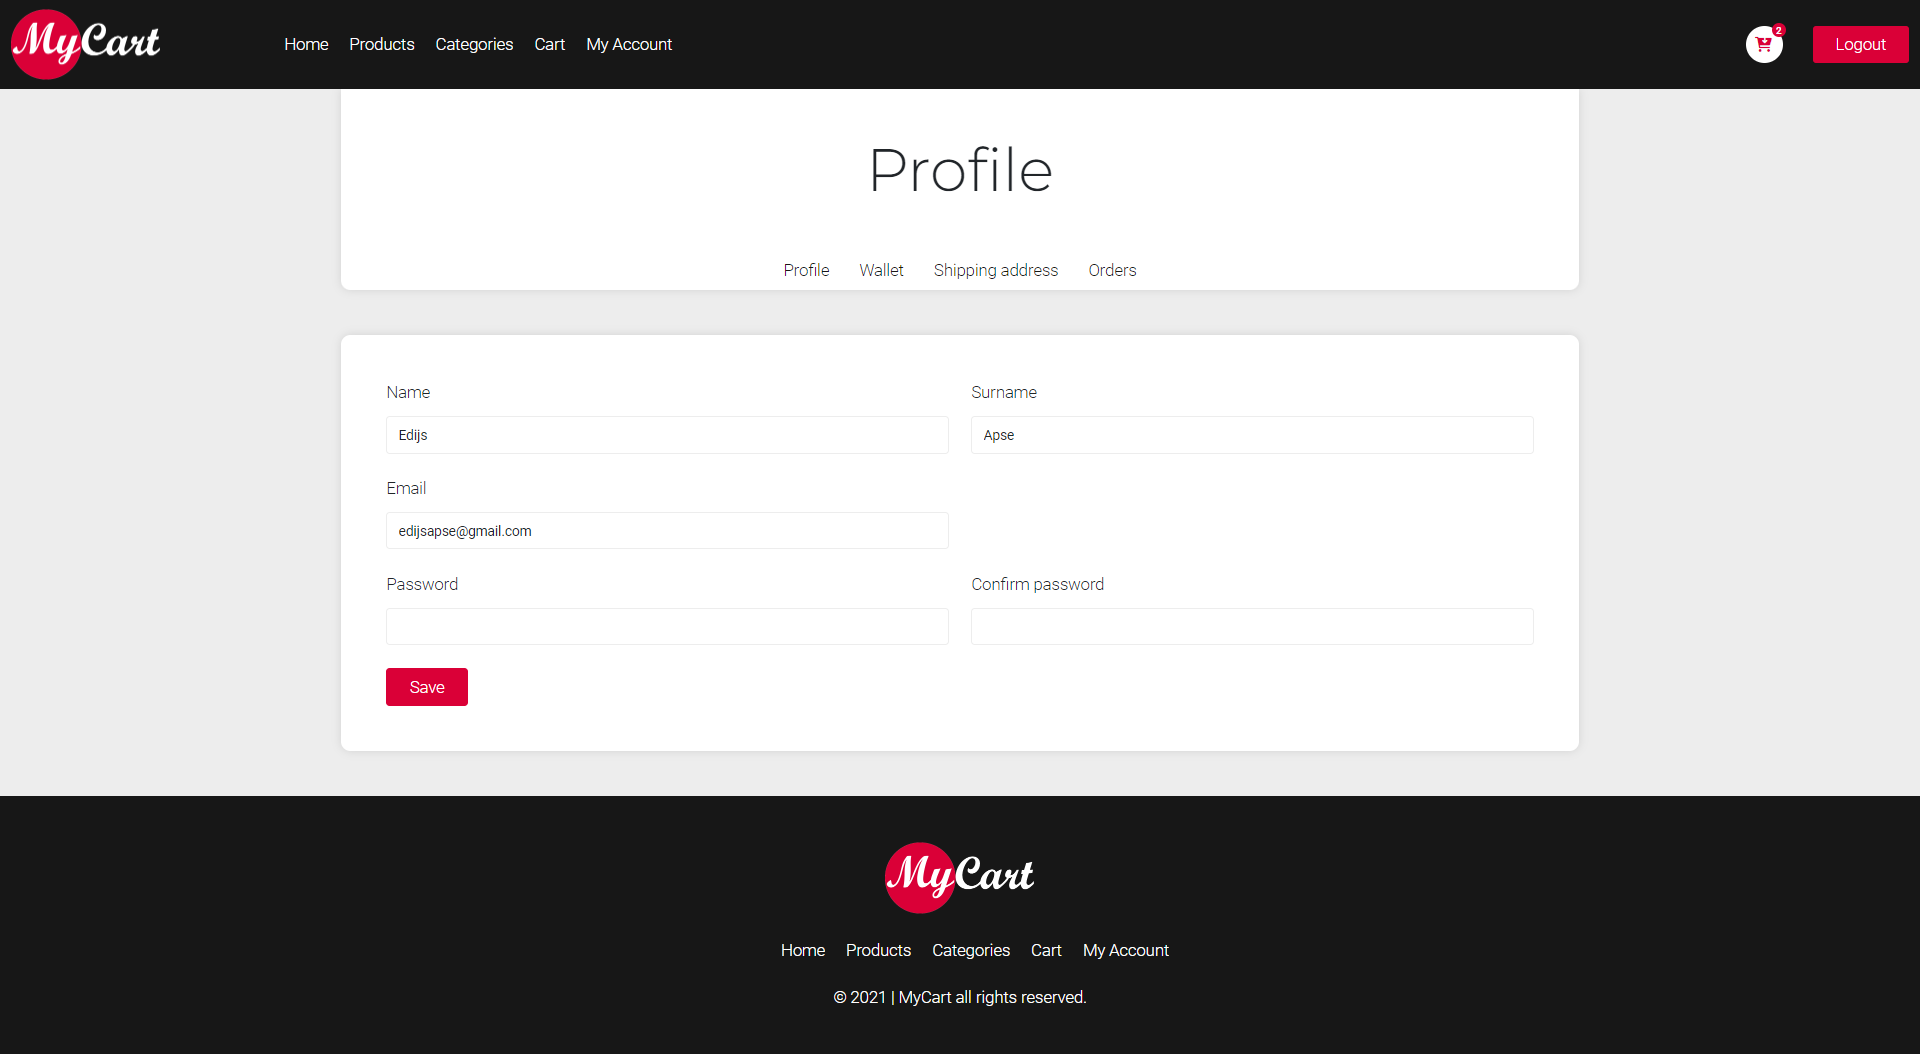 MyCart
Home Products Categories Cart My Account
2
Logout
Profile
Profile Wallet Shipping address Orders
Name Surname
Edijs Apse
Email
edijsapse@gmail.com
Password Confirm password
Save
MyCart
Home Products Categories Cart My Account
© 2021 | MyCart all rights reserved.